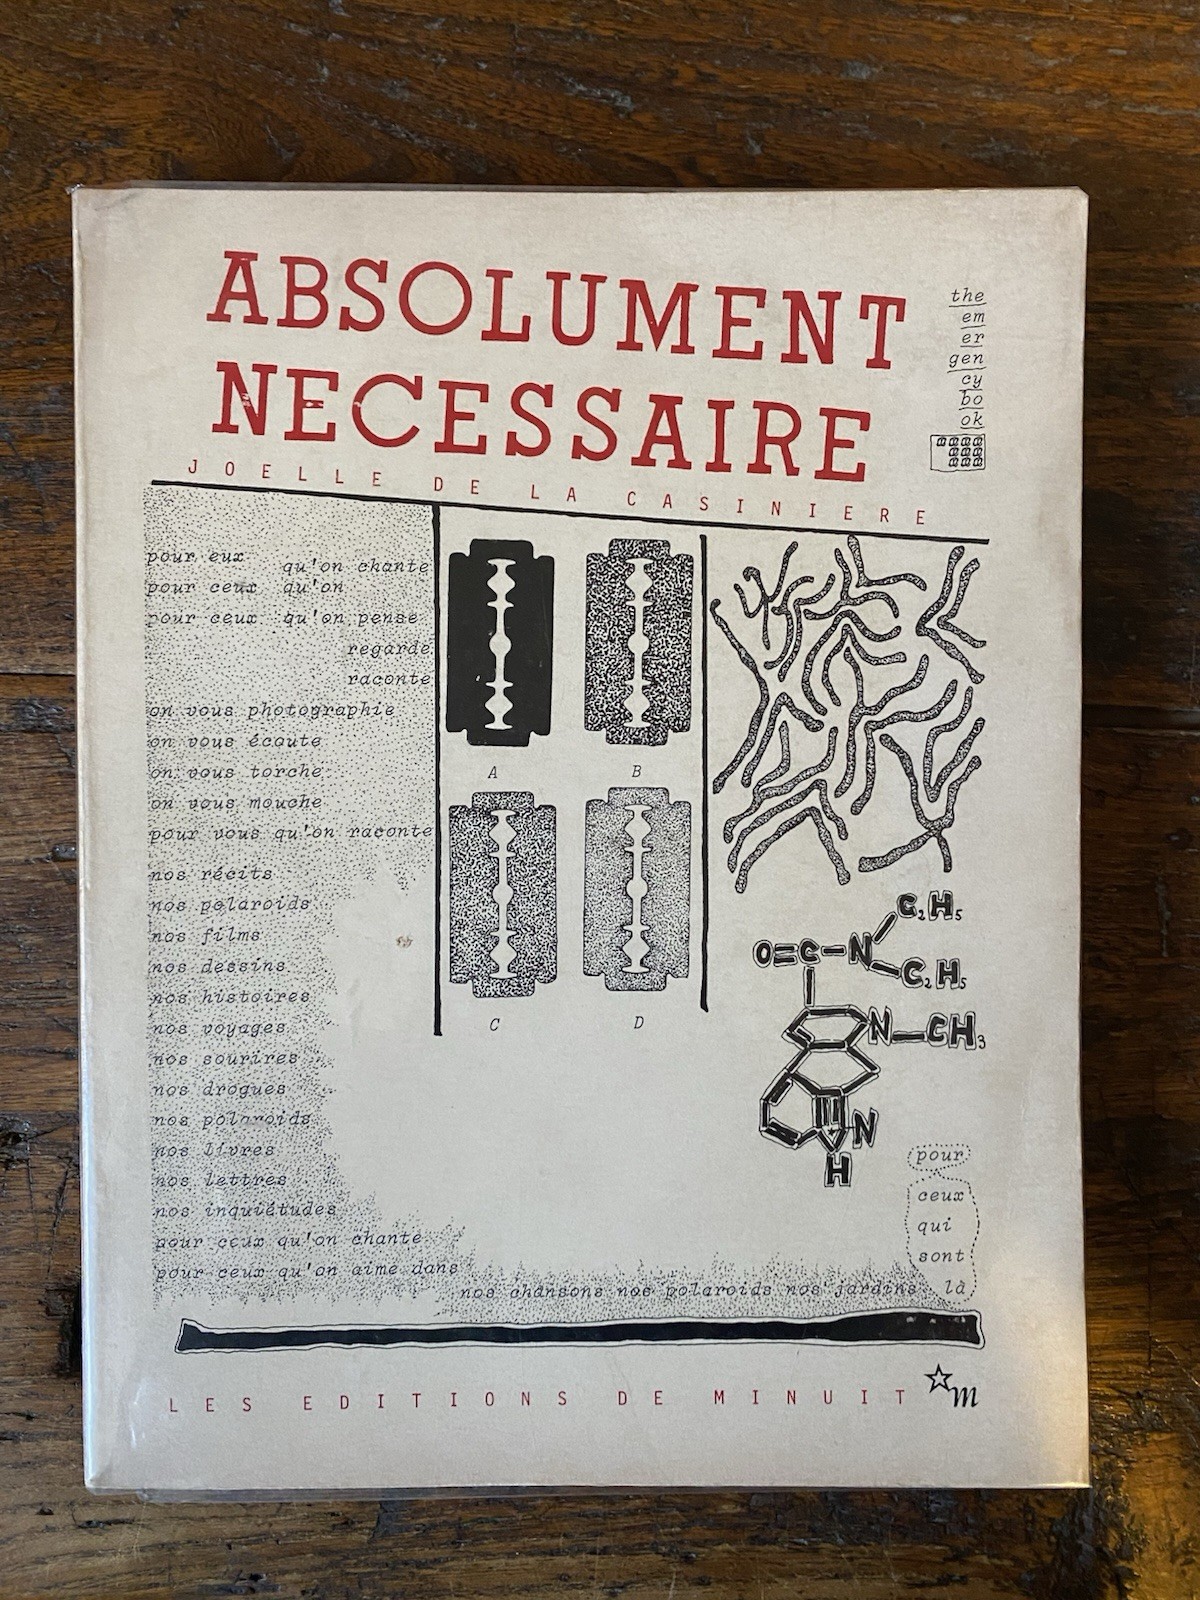 ABSOLUMENT
NECESSAIRE
the
em
er
gen
cy
bo
ok
JOELLE DE LA CASINIERE
pour eux qu'on chante
pour ceux qu'on
pour ceux qu'on pense
regarde
raconte
on vous photographie
on vous écoute
on vous torche
on vous mouche
pour vous qu'on raconte
nos récits
nos polaroids
nos films
nos dessins
nos histoires
nos voyages
nos sourires
nos drogues
nos polaroids
nos livres
nos lettres
nos inquiétudes
pour ceux qu'on chante
pour ceux qu'on aime dans
nos chansons nos polaroids nos jardins
A
B
C
D
C₂H₅
O=C—N
C₂H₅
N—CH₃
N
H
pour
ceux
qui
sont
là
LES EDITIONS DE MINUIT
m